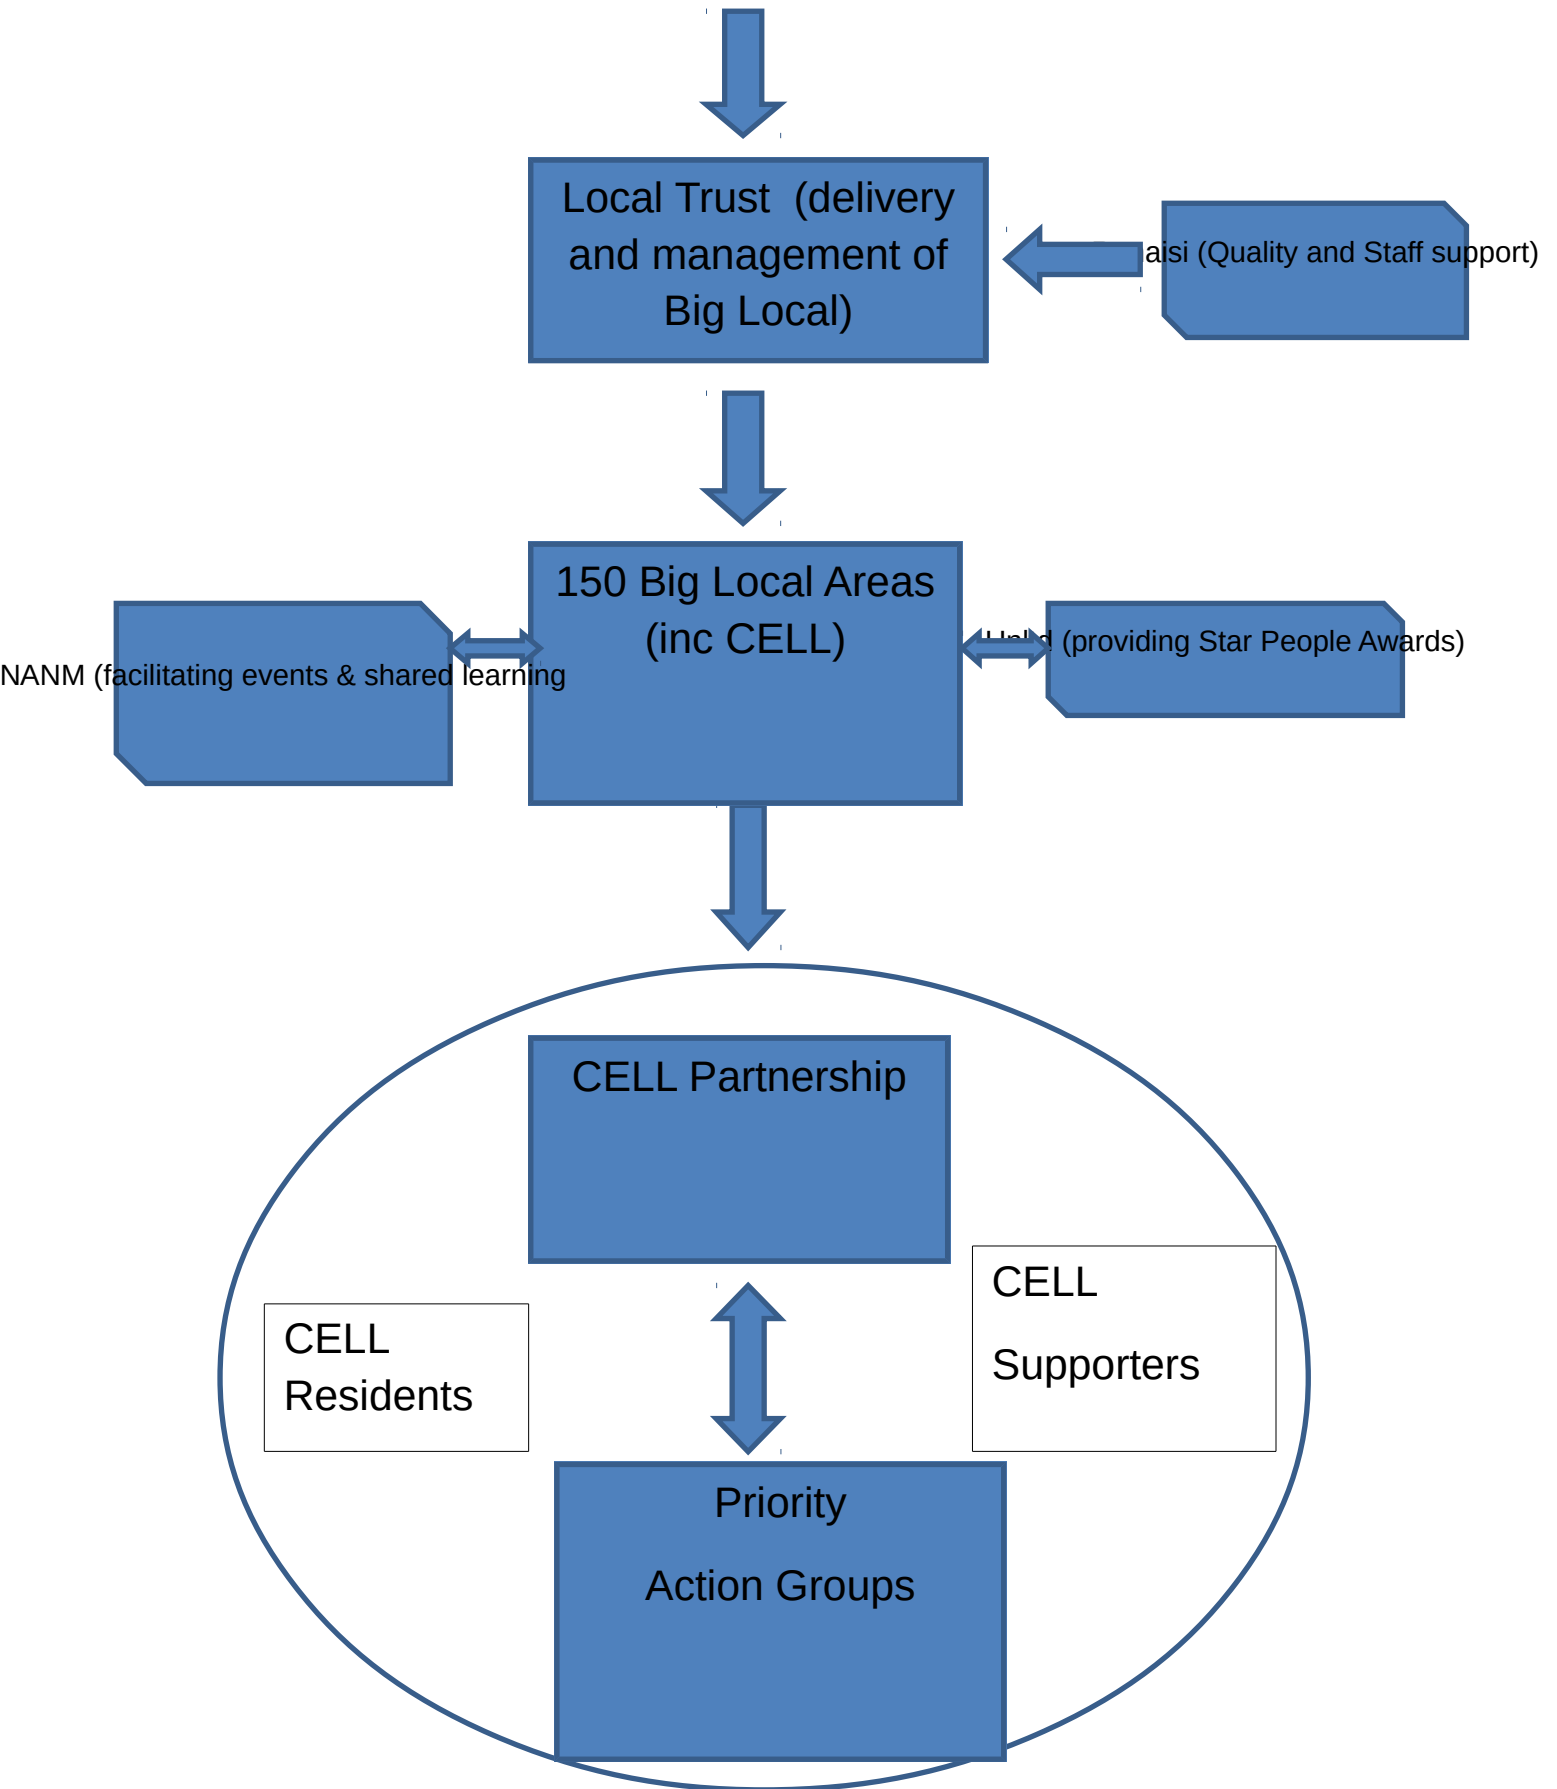 Local Trust  (delivery
and management of
Big Local)
aisi (Quality and Staff support)
150 Big Local Areas
(inc CELL)
NANM (facilitating events & shared learning
(providing Star People Awards)
CELL Partnership
CELL
Residents
CELL
Supporters
Priority
Action Groups